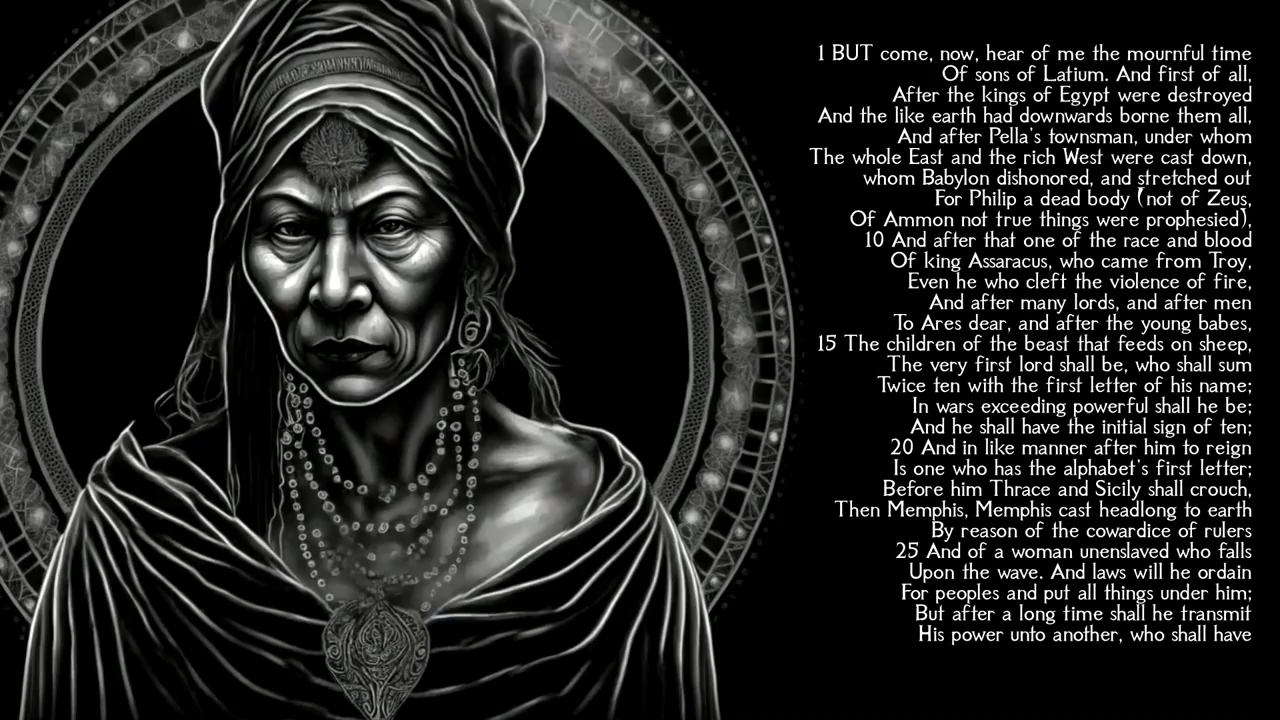 1 BUT come, now, hear of me the mournful time
Of sons of Latium. And first of all,
After the kings of Egypt were destroyed
And the like earth had downwards borne them all,
And after Pella's townsman, under whom
The whole East and the rich West were cast down,
whom Babylon dishonored, and stretched out
For Philip a dead body (not of Zeus,
Of Ammon not true things were prophesied),
10 And after that one of the race and blood
Of king Assaracus, who came from Troy,
Even he who cleft the violence of fire,
And after many lords, and after men
To Ares dear, and after the young babes,
15 The children of the beast that feeds on sheep,
The very first lord shall be, who shall sum
Twice ten with the first letter of his name;
In wars exceeding powerful shall he be;
And he shall have the initial sign of ten;
20 And in like manner after him to reign
Is one who has the alphabet's first letter;
Before him Thrace and Sicily shall crouch,
Then Memphis, Memphis cast headlong to earth
By reason of the cowardice of rulers
25 And of a woman unenslaved who falls
Upon the wave. And laws will he ordain
For peoples and put all things under him;
But after a long time shall he transmit
His power unto another, who shall have